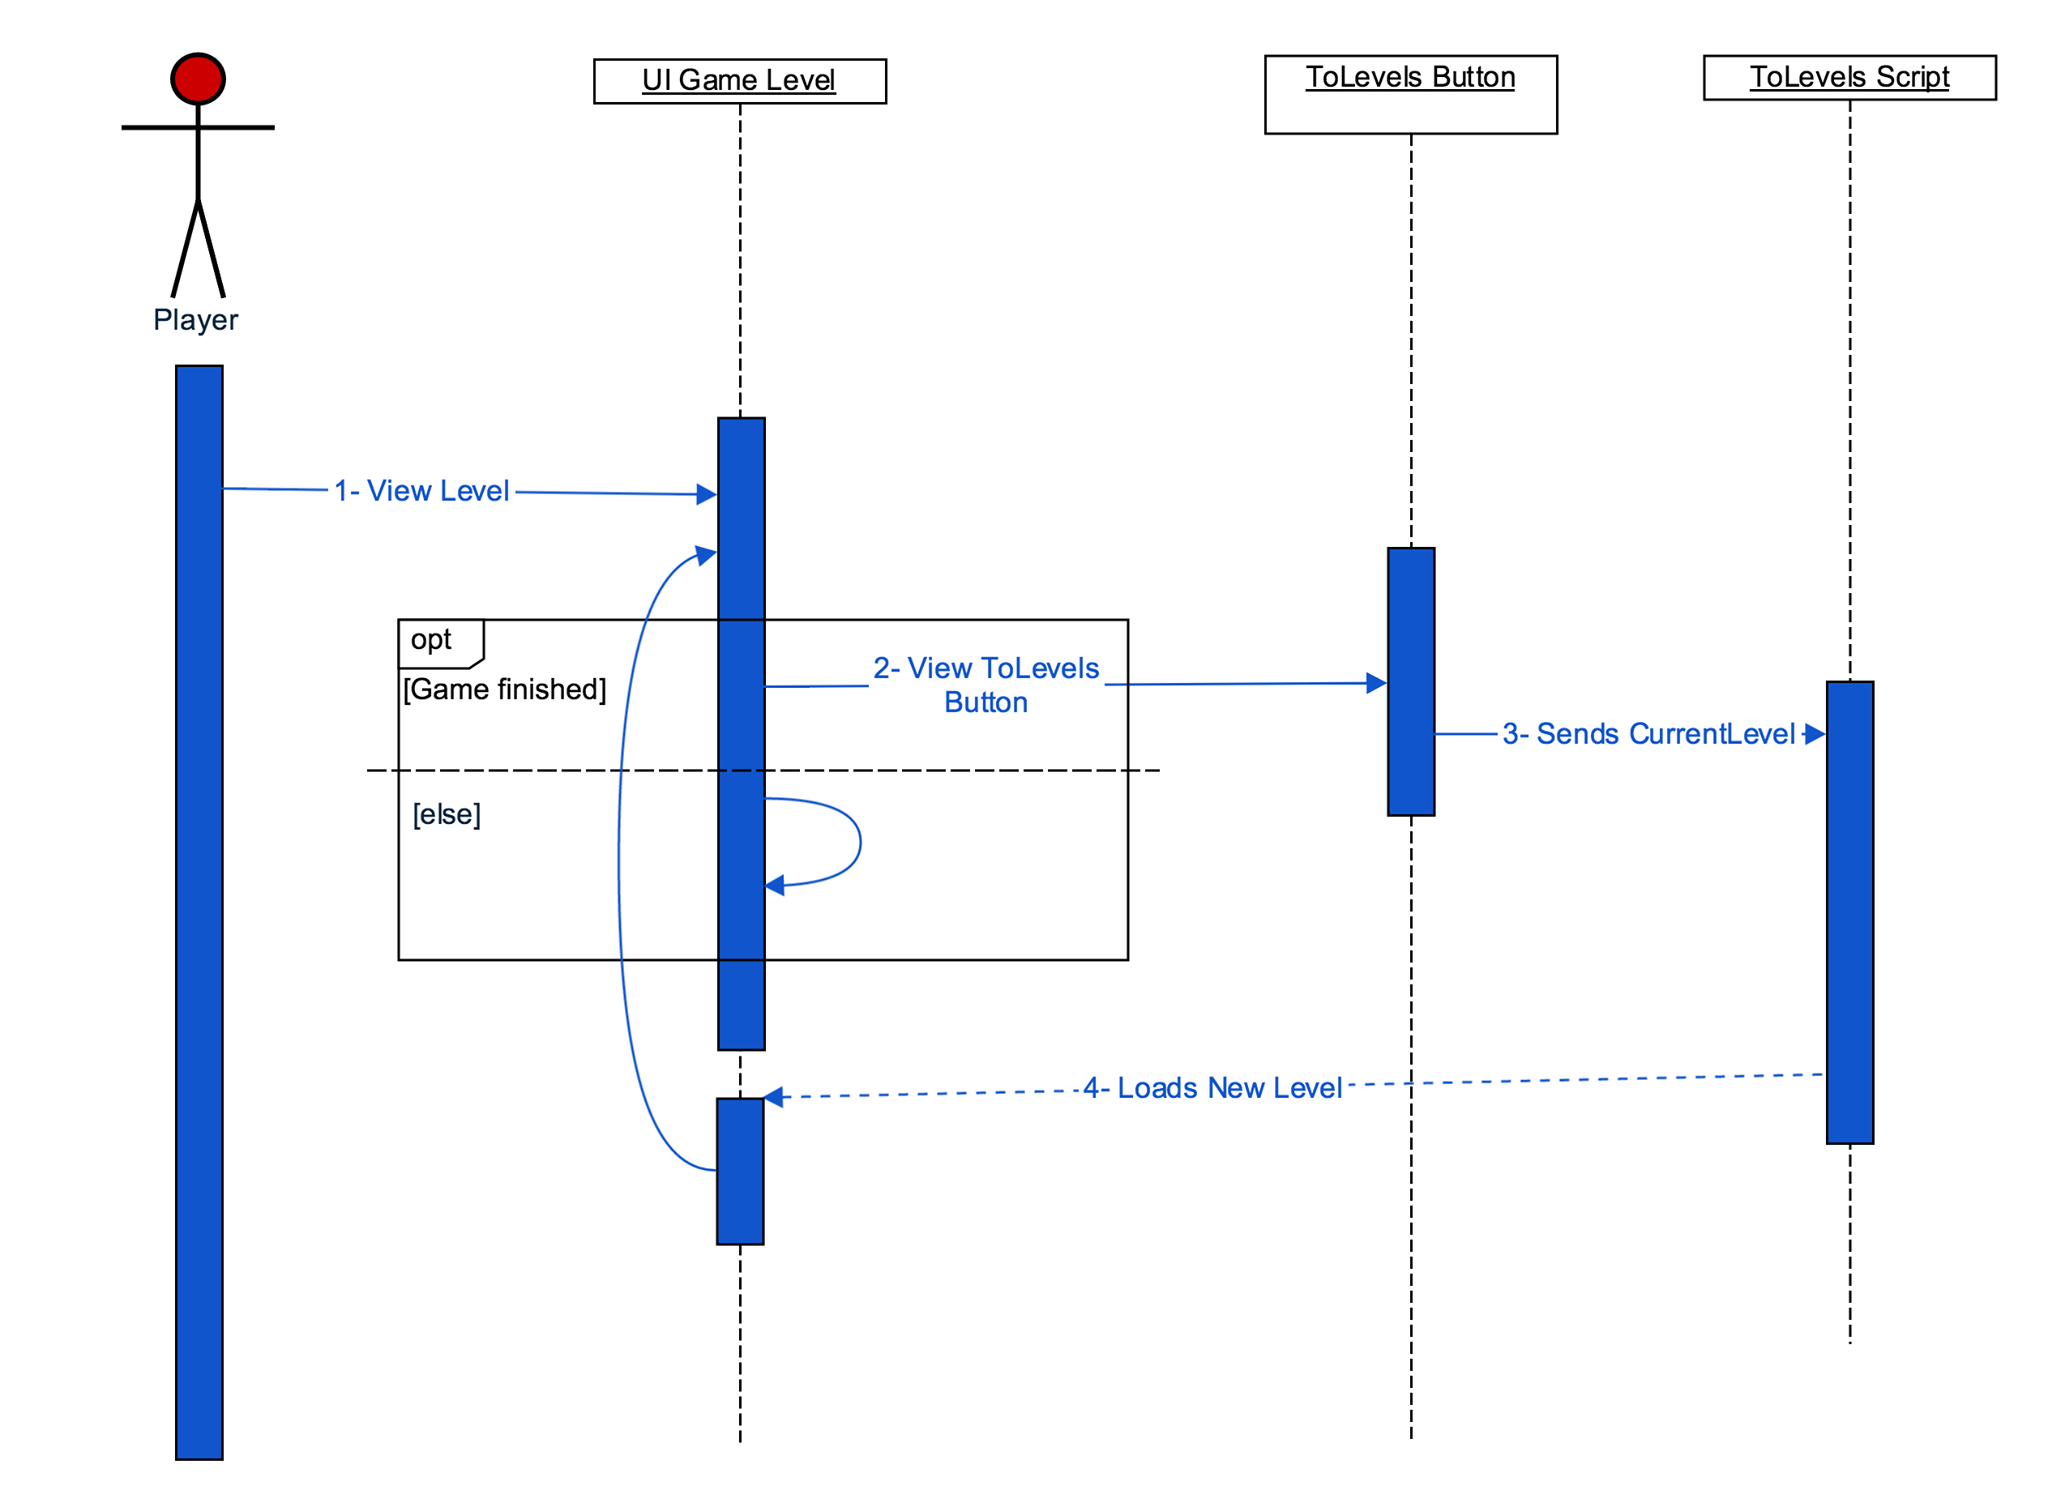 UI Game Level
ToLevels Button
ToLevels Script
Player
1- View Level
opt
[Game finished]
2- View ToLevels
Button
3- Sends CurrentLevel
[else]
4- Loads New Level